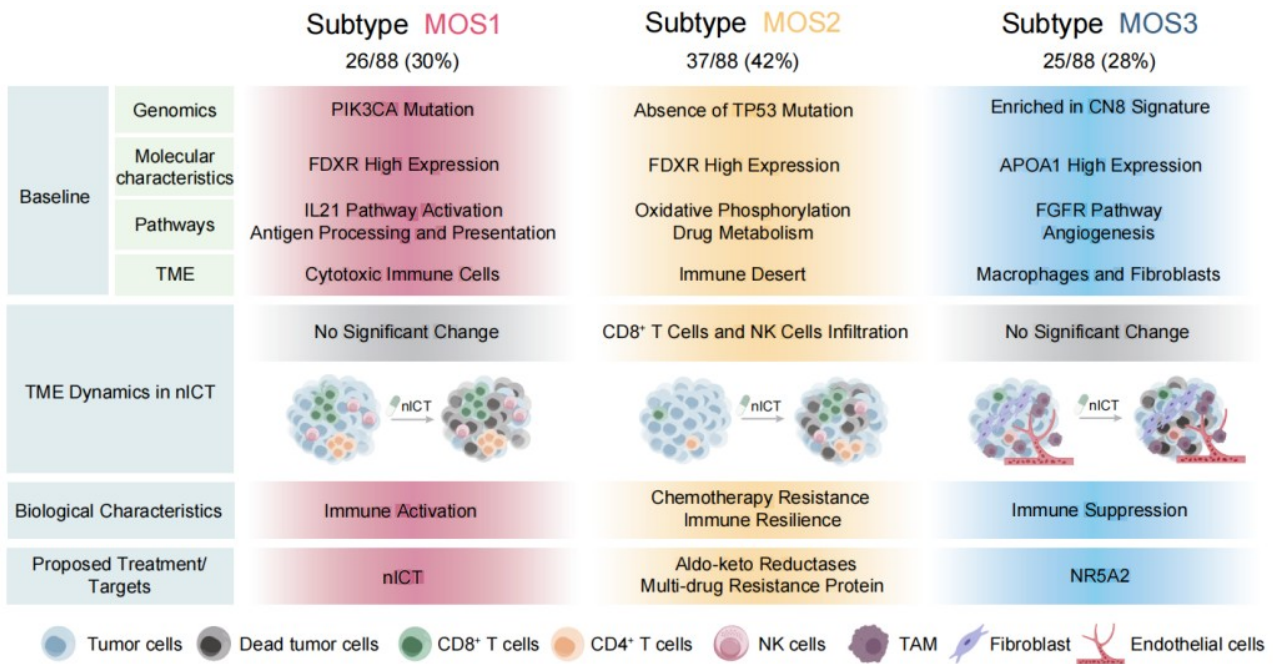 Subtype MOS1
Subtype MOS2
Subtype MOS3
26/88 (30%)
37/88 (42%)
25/88 (28%)
Baseline
Genomics
PIK3CA Mutation
Absence of TP53 Mutation
Enriched in CN8 Signature
Molecular
characteristics
FDXR High Expression
FDXR High Expression
APOA1 High Expression
Pathways
IL21 Pathway Activation
Antigen Processing and Presentation
Oxidative Phosphorylation
Drug Metabolism
FGFR Pathway
Angiogenesis
TME
Cytotoxic Immune Cells
Immune Desert
Macrophages and Fibroblasts
TME Dynamics in nICT
No Significant Change
CD8⁺ T Cells and NK Cells Infiltration
No Significant Change
nICT
nICT
nICT
Biological Characteristics
Immune Activation
Chemotherapy Resistance
Immune Resilience
Immune Suppression
Proposed Treatment/
Targets
nICT
Aldo-keto Reductases
Multi-drug Resistance Protein
NR5A2
Tumor cells
Dead tumor cells
CD8⁺ T cells
CD4⁺ T cells
NK cells
TAM
Fibroblast
Endothelial cells